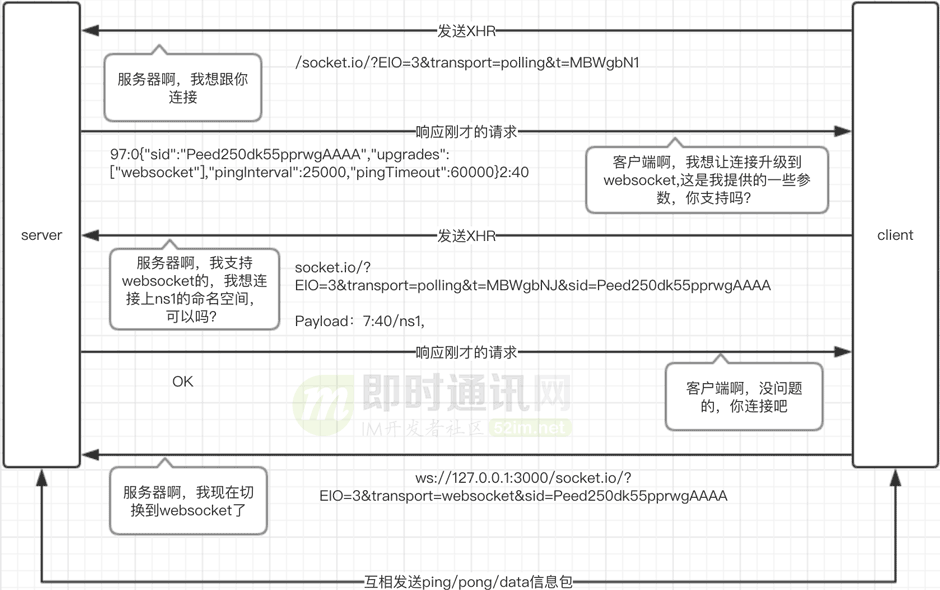 发送XHR
/socket.io/?EIO=3&transport=polling&t=MBWgbN1
服务器啊，我想跟你
连接
响应刚才的请求
97:0{"sid":"Peed250dk55pprwgAAAA","upgrades":
["websocket"],"pingInterval":25000,"pingTimeout":60000}2:40
客户端啊，我想让连接升级到
websocket,这是我提供的一些参
数，你支持吗？
server
发送XHR
client
服务器啊，我支持
websocket的，我想连
接上ns1的命名空间，
可以吗？
socket.io/?
EIO=3&transport=polling&t=MBWgbNJ&sid=Peed250dk55pprwgAAAA
Payload：7:40/ns1,
响应刚才的请求
OK
客户端啊，没问题
的，你连接吧
即时通讯网
IM开发者社区 52im.net
服务器啊，我现在切
换到websocket了
ws://127.0.0.1:3000/socket.io/?
EIO=3&transport=websocket&sid=Peed250dk55pprwgAAAA
互相发送ping/pong/data信息包